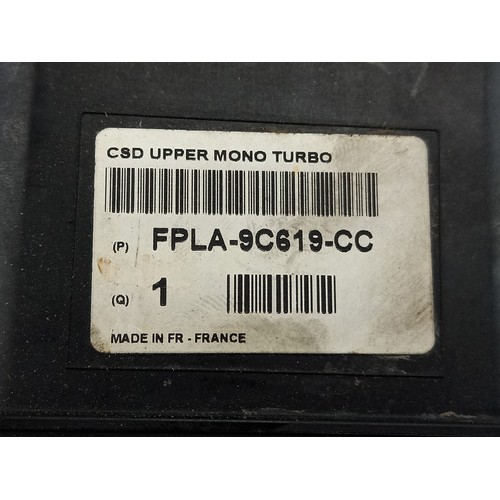 CSD UPPER MONO TURBO
(P) FPLA-9C619-CC
(Q) 1
MADE IN FR - FRANCE